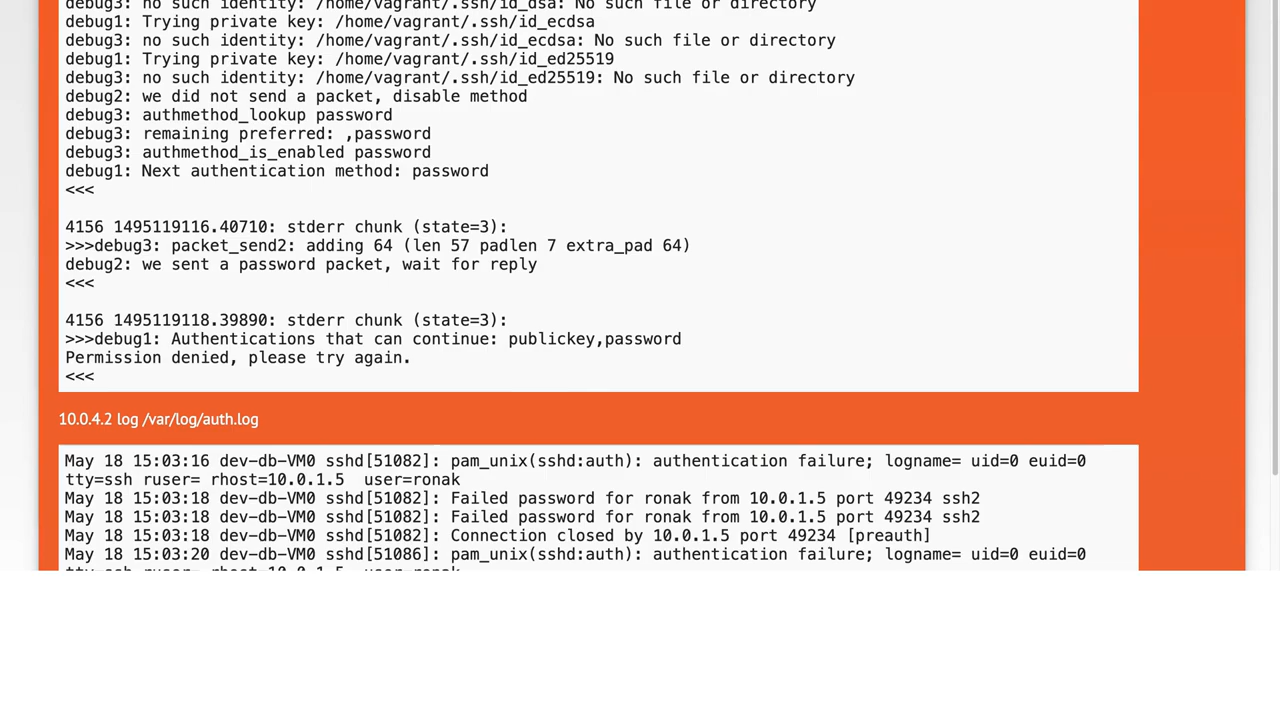 debug3: no such identity: /home/vagrant/.ssh/id_dsa: No such file or directory
debug1: Trying private key: /home/vagrant/.ssh/id_ecdsa
debug3: no such identity: /home/vagrant/.ssh/id_ecdsa: No such file or directory
debug1: Trying private key: /home/vagrant/.ssh/id_ed25519
debug3: no such identity: /home/vagrant/.ssh/id_ed25519: No such file or directory
debug2: we did not send a packet, disable method
debug3: authmethod_lookup password
debug3: remaining preferred: ,password
debug3: authmethod_is_enabled password
debug1: Next authentication method: password
<<<
4156 1495119116.40710: stderr chunk (state=3):
>>>debug3: packet_send2: adding 64 (len 57 padlen 7 extra_pad 64)
debug2: we sent a password packet, wait for reply
<<<
4156 1495119118.39890: stderr chunk (state=3):
>>>debug1: Authentications that can continue: publickey,password
Permission denied, please try again.
<<<
10.0.4.2 log /var/log/auth.log
May 18 15:03:16 dev-db-VM0 sshd[51082]: pam_unix(sshd:auth): authentication failure; logname= uid=0 euid=0
tty=ssh ruser= rhost=10.0.1.5  user=ronak
May 18 15:03:18 dev-db-VM0 sshd[51082]: Failed password for ronak from 10.0.1.5 port 49234 ssh2
May 18 15:03:18 dev-db-VM0 sshd[51082]: Failed password for ronak from 10.0.1.5 port 49234 ssh2
May 18 15:03:18 dev-db-VM0 sshd[51082]: Connection closed by 10.0.1.5 port 49234 [preauth]
May 18 15:03:20 dev-db-VM0 sshd[51086]: pam_unix(sshd:auth): authentication failure; logname= uid=0 euid=0
tty=ssh ruser= rhost=10.0.1.5  user=ronak